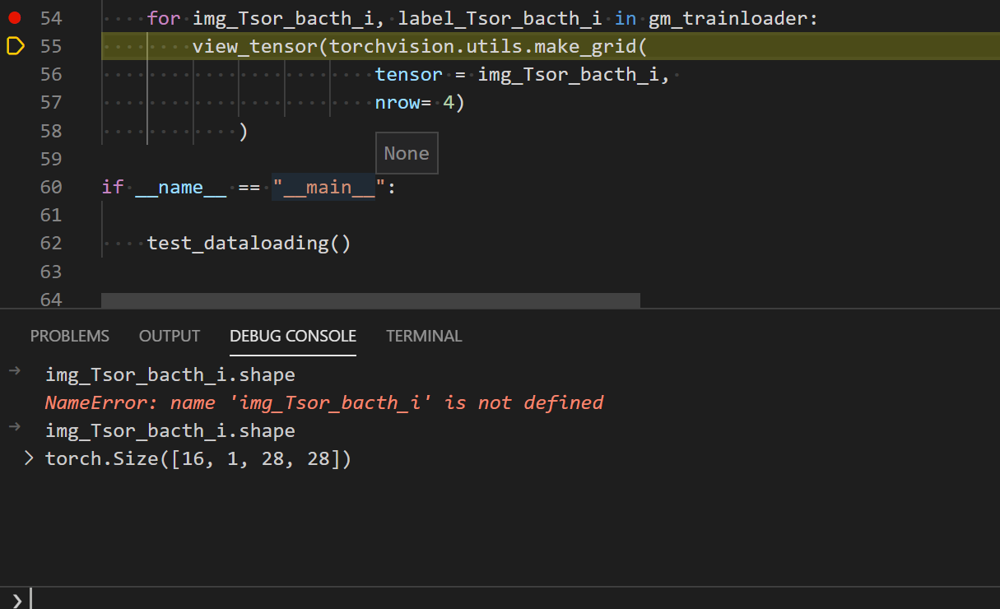 54 for img_Tsor_bacth_i, label_Tsor_bacth_i in gm_trainloader:
55 view_tensor(torchvision.utils.make_grid(
56 tensor = img_Tsor_bacth_i,
57 nrow= 4)
58 )
None
59
60 if __name__ == "__main__":
61
62 test_dataloading()
63
64
PROBLEMS OUTPUT DEBUG CONSOLE TERMINAL
→ img_Tsor_bacth_i.shape
NameError: name 'img_Tsor_bacth_i' is not defined
→ img_Tsor_bacth_i.shape
> torch.Size([16, 1, 28, 28])
❯